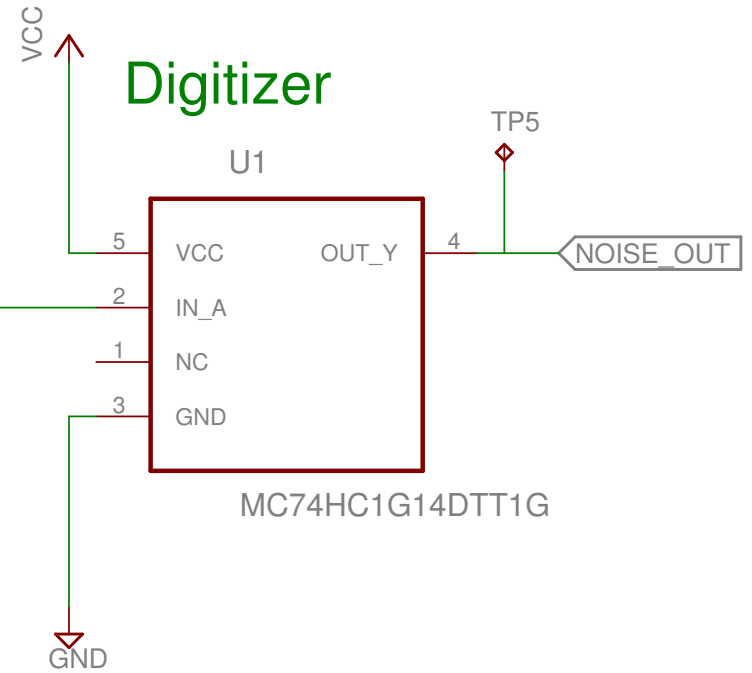 VCC
Digitizer
TP5
U1
5 VCC OUT_Y 4
NOISE_OUT
2 IN_A
1 NC
3 GND
MC74HC1G14DTT1G
GND